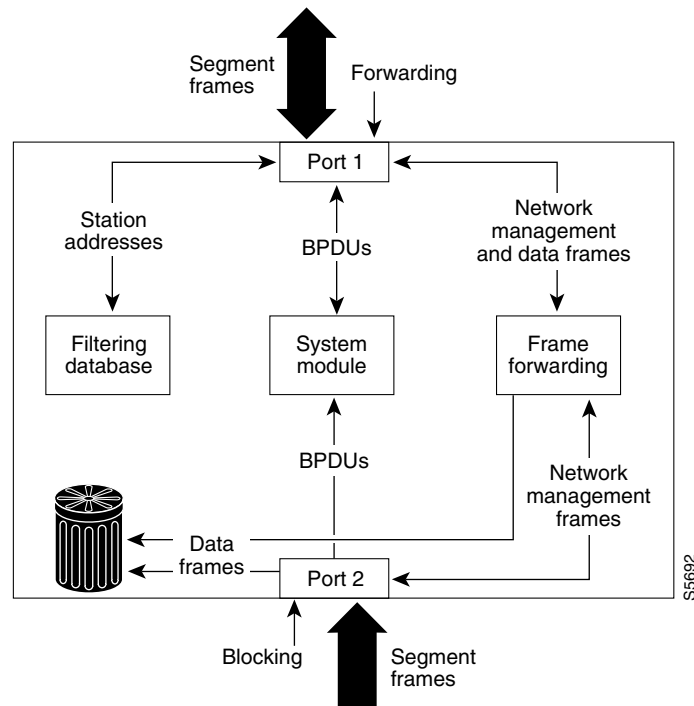 Segment
frames
Forwarding
Port 1
Station
addresses
BPDUs
Network
management
and data frames
Filtering
database
System
module
Frame
forwarding
BPDUs
Network
management
frames
Data
frames
Port 2
Blocking
Segment
frames
S5692